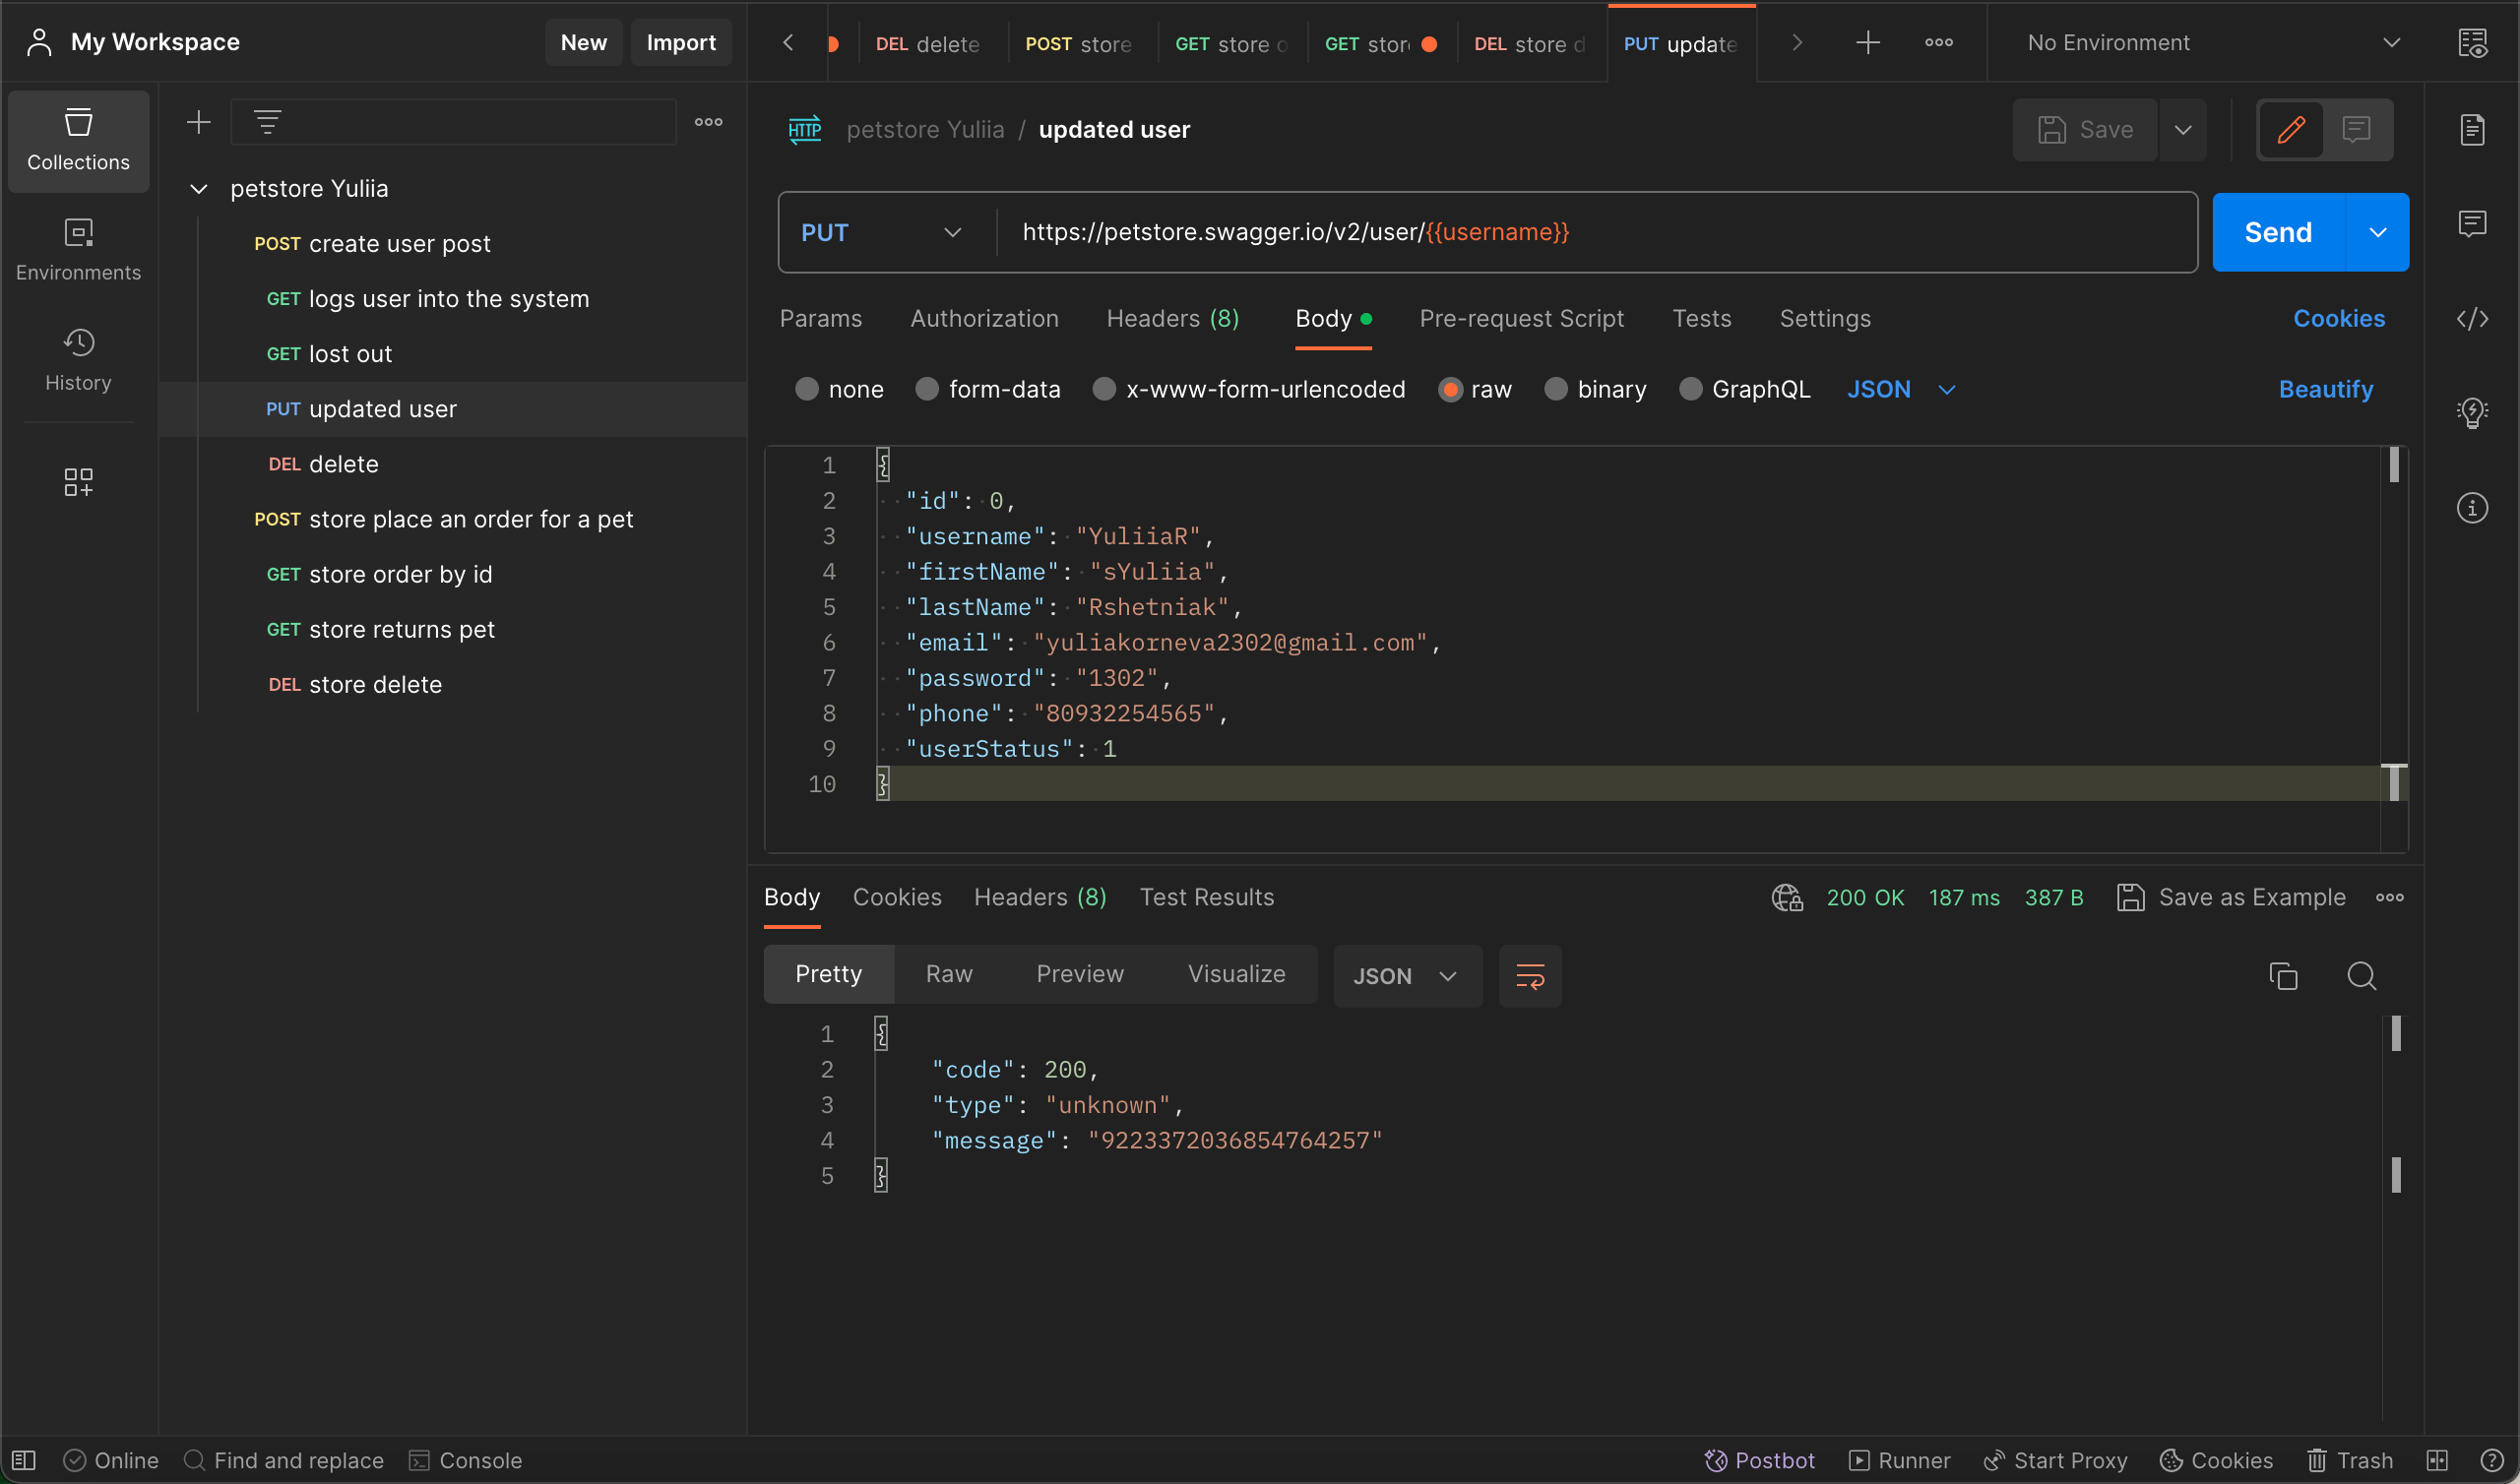 My Workspace
New
Import
DEL delete
POST store
GET store
GET
DEL store
PUT update
No Environment
Collections
Environments
History
petstore Yuliia
POST create user post
GET logs user into the system
GET lost out
PUT updated user
DEL delete
POST store place an order for a pet
GET store order by id
GET store returns pet
DEL store delete
HTTP petstore Yuliia / updated user
Save
PUT https://petstore.swagger.io/v2/user/{{username}}
Send
Params Authorization Headers (8) Body Pre-request Script Tests Settings Cookies
none form-data x-www-form-urlencoded raw binary GraphQL JSON Beautify
1 {
2 "id": 0,
3 "username": "YuliiaR",
4 "firstName": "sYuliia",
5 "lastName": "Rshetniak",
6 "email": "yuliakorneva2302@gmail.com",
7 "password": "1302",
8 "phone": "80932254565",
9 "userStatus": 1
10 }
Body Cookies Headers (8) Test Results 200 OK 187 ms 387 B Save as Example
Pretty Raw Preview Visualize JSON
1 {
2 "code": 200,
3 "type": "unknown",
4 "message": "9223372036854764257"
5 }
Online Find and replace Console Postbot Runner Start Proxy Cookies Trash